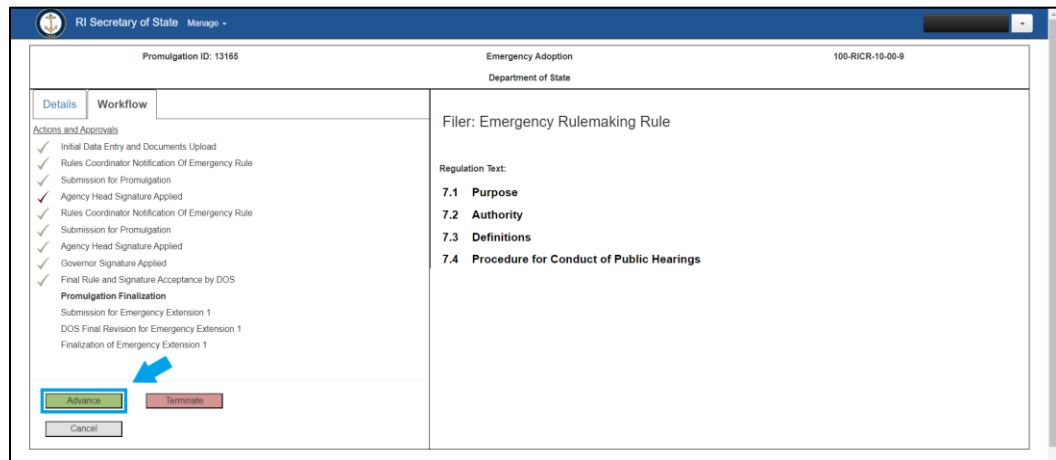 RI Secretary of State Manage
Promulgation ID: 13165
Emergency Adoption
100-RICR-10-00-9
Department of State
Details
Workflow
Actions and Approvals
Initial Data Entry and Documents Upload
Rules Coordinator Notification Of Emergency Rule
Submission for Promulgation
Agency Head Signature Applied
Rules Coordinator Notification Of Emergency Rule
Submission for Promulgation
Agency Head Signature Applied
Governor Signature Applied
Final Rule and Signature Acceptance by DOS
Promulgation Finalization
Submission for Emergency Extension 1
DOS Final Revision for Emergency Extension 1
Finalization of Emergency Extension 1
Advance
Terminate
Cancel
Filer: Emergency Rulemaking Rule
Regulation Text:
7.1 Purpose
7.2 Authority
7.3 Definitions
7.4 Procedure for Conduct of Public Hearings